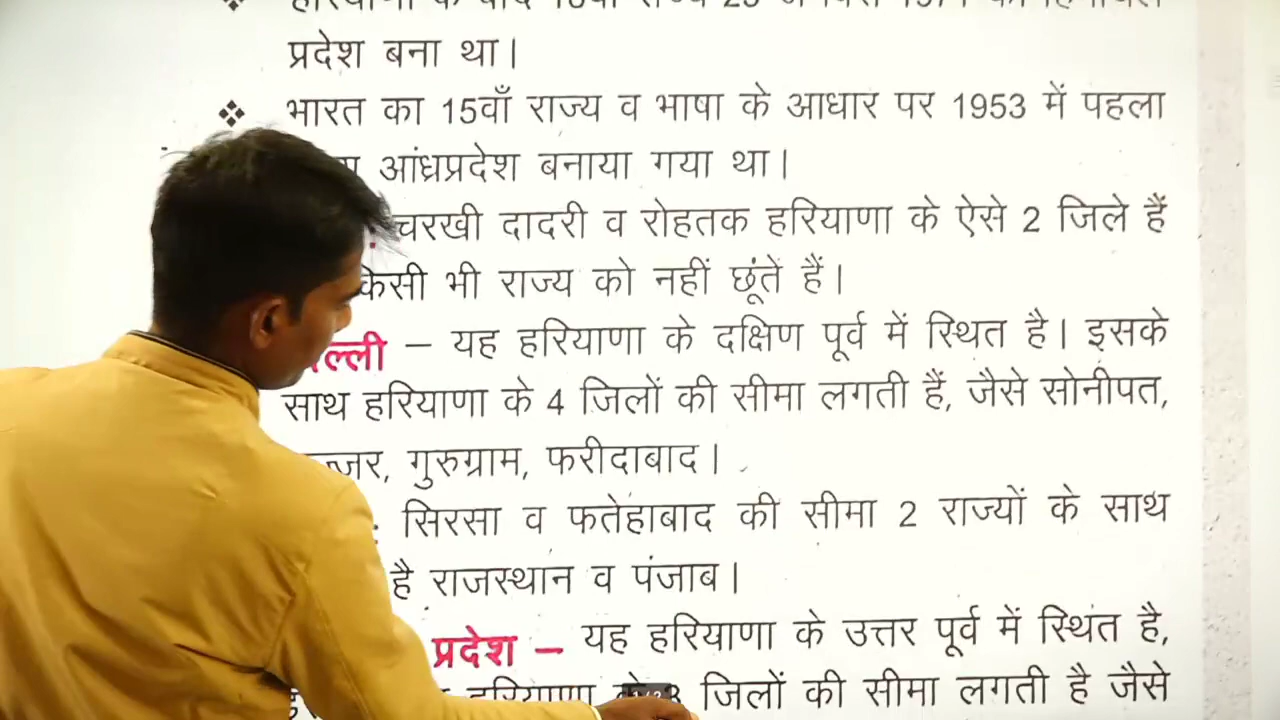 प्रदेश बना था।
❖ भारत का 15वाँ राज्य व भाषा के आधार पर 1953 में पहला
आंध्रप्रदेश बनाया गया था।
चरखी दादरी व रोहतक हरियाणा के ऐसे 2 जिले हैं
किसी भी राज्य को नहीं छूंते हैं।
– यह हरियाणा के दक्षिण पूर्व में स्थित है। इसके
साथ हरियाणा के 4 जिलों की सीमा लगती हैं, जैसे सोनीपत,
गुरुग्राम, फरीदाबाद।
: सिरसा व फतेहाबाद की सीमा 2 राज्यों के साथ
है राजस्थान व पंजाब।
प्रदेश – यह हरियाणा के उत्तर पूर्व में स्थित है,
हरियाणा जिलों की सीमा लगती है जैसे